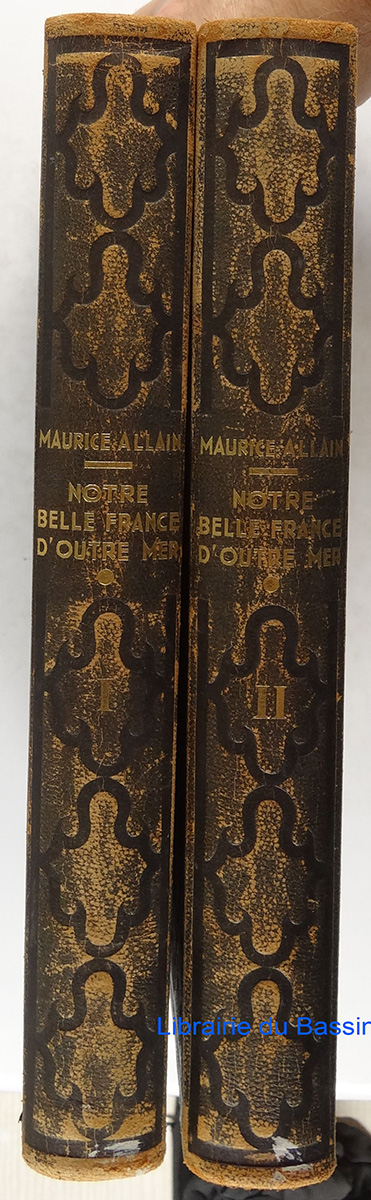 MAURICE·ALLAIN
NOTRE
BELLE FRANCE
D'OUTRE MER
I
MAURICE·ALLAIN
NOTRE
BELLE FRANCE
D'OUTRE MER
II
Librairie du Bassin